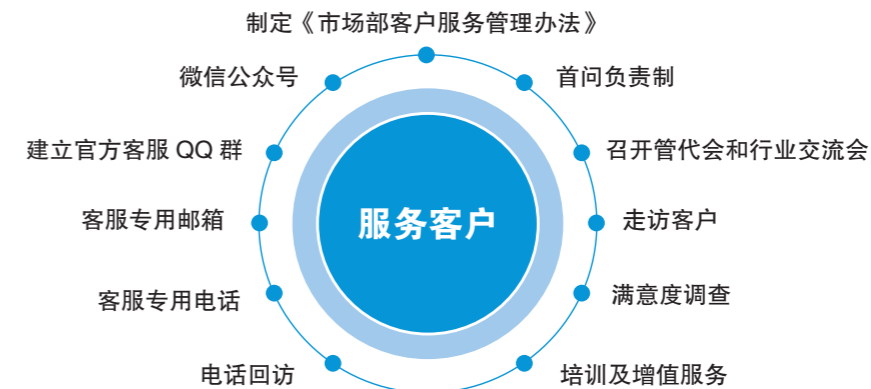 制定《市场部客户服务管理办法》
微信公众号
首问负责制
建立官方客服 QQ 群
召开管代会和行业交流会
客服专用邮箱
服务客户
走访客户
客服专用电话
满意度调查
电话回访
培训及增值服务